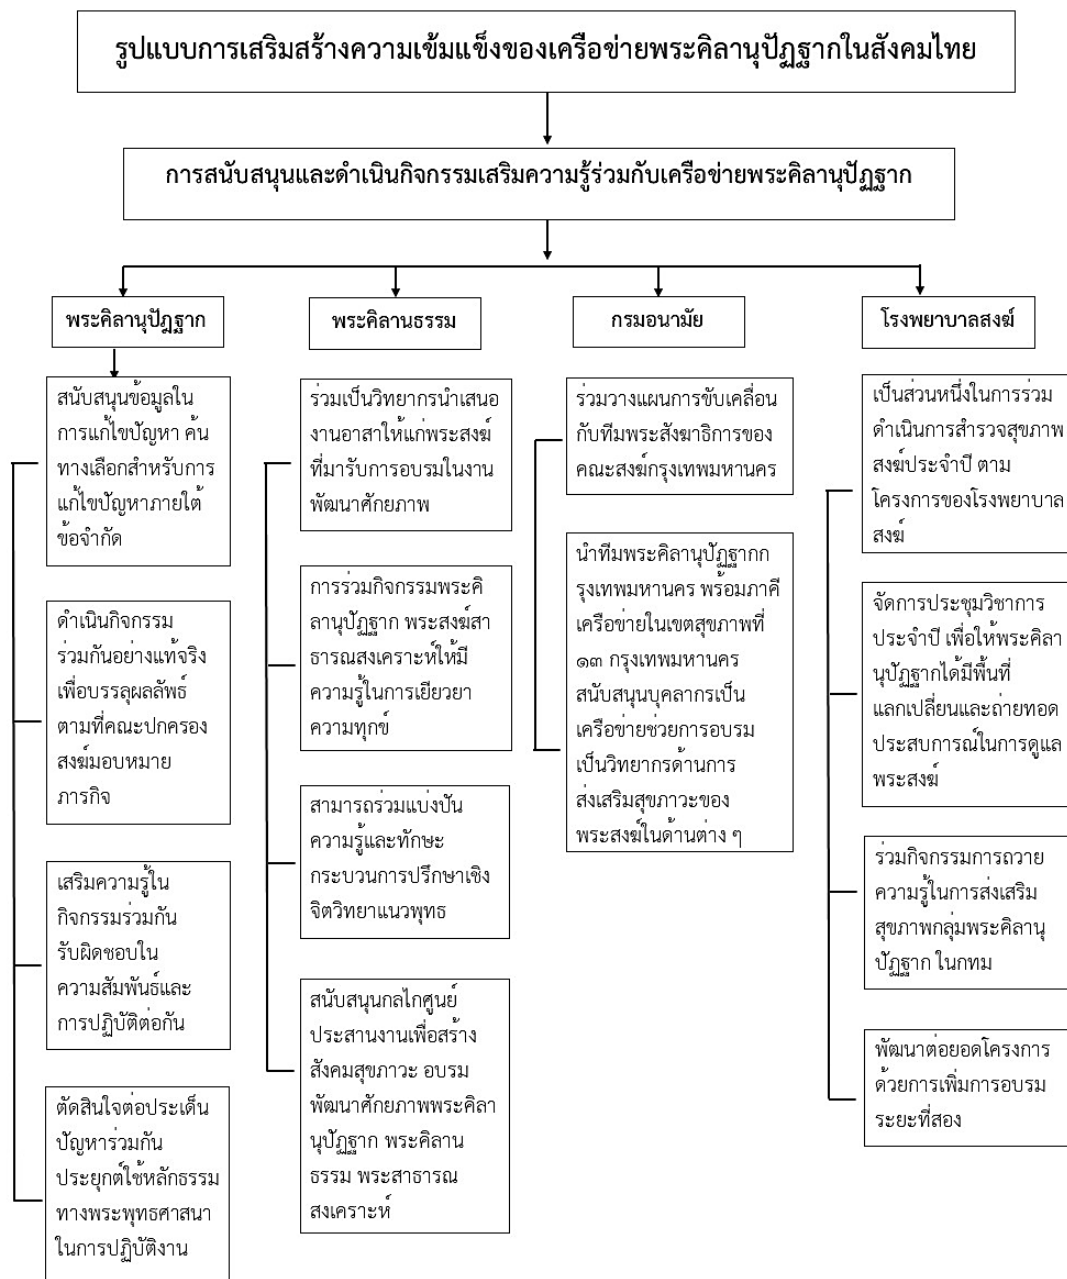 รูปแบบการเสริมสร้างความเข้มแข็งของเครือข่ายพระคิลานุปัฏฐากในสังคมไทย
การสนับสนุนและดำเนินกิจกรรมเสริมความรู้ร่วมกับเครือข่ายพระคิลานุปัฏฐาก
พระคิลานุปัฏฐาก
สนับสนุนข้อมูลใน
การแก้ไขปัญหา ค้น
ทางเลือกสำหรับการ
แก้ไขปัญหาภายใต้
ข้อจำกัด
ดำเนินกิจกรรม
ร่วมกันอย่างแท้จริง
เพื่อบรรลุผลลัพธ์
ตามที่คณะปกครอง
สงฆ์มอบหมาย
ภารกิจ
เสริมความรู้ใน
กิจกรรมร่วมกัน
รับผิดชอบใน
ความสัมพันธ์และ
การปฏิบัติต่อกัน
ตัดสินใจต่อประเด็น
ปัญหาร่วมกัน
ประยุกต์ใช้หลักธรรม
ทางพระพุทธศาสนา
ในการปฏิบัติงาน
พระคิลานธรรม
ร่วมเป็นวิทยากรนำเสนอ
งานอาสาให้แก่พระสงฆ์
ที่มารับการอบรมในงาน
พัฒนาศักยภาพ
การร่วมกิจกรรมพระคิ
ลานุปัฏฐาก พระสงฆ์สา
ธารณสงเคราะห์ให้มี
ความรู้ในการเยียวยา
ความทุกข์
สามารถร่วมแบ่งปัน
ความรู้และทักษะ
กระบวนการปรึกษาเชิง
จิตวิทยาแนวพุทธ
สนับสนุนกลไกศูนย์
ประสานงานเพื่อสร้าง
สังคมสุขภาวะ อบรม
พัฒนาศักยภาพพระคิลา
นุปัฏฐาก พระคิลาน
ธรรม พระสาธารณ
สงเคราะห์
กรมอนามัย
ร่วมวางแผนการขับเคลื่อน
กับทีมพระสังฆาธิการของ
คณะสงฆ์กรุงเทพมหานคร
นำทีมพระคิลานุปัฏฐากก
รุงเทพมหานคร พร้อมภาคี
เครือข่ายในเขตสุขภาพที่
๑๓ กรุงเทพมหานคร
สนับสนุนบุคลากรเป็น
เครือข่ายช่วยการอบรม
เป็นวิทยากรด้านการ
ส่งเสริมสุขภาวะของ
พระสงฆ์ในด้านต่าง ๆ
โรงพยาบาลสงฆ์
เป็นส่วนหนึ่งในการร่วม
ดำเนินการสำรวจสุขภาพ
สงฆ์ประจำปี ตาม
โครงการของโรงพยาบาล
สงฆ์
จัดการประชุมวิชาการ
ประจำปี เพื่อให้พระคิลา
นุปัฏฐากได้มีพื้นที่
แลกเปลี่ยนและถ่ายทอด
ประสบการณ์ในการดูแล
พระสงฆ์
ร่วมกิจกรรมการถวาย
ความรู้ในการส่งเสริม
สุขภาพกลุ่มพระคิลานุ
ปัฏฐาก ในกทม
พัฒนาต่อยอดโครงการ
ด้วยการเพิ่มการอบรม
ระยะที่สอง